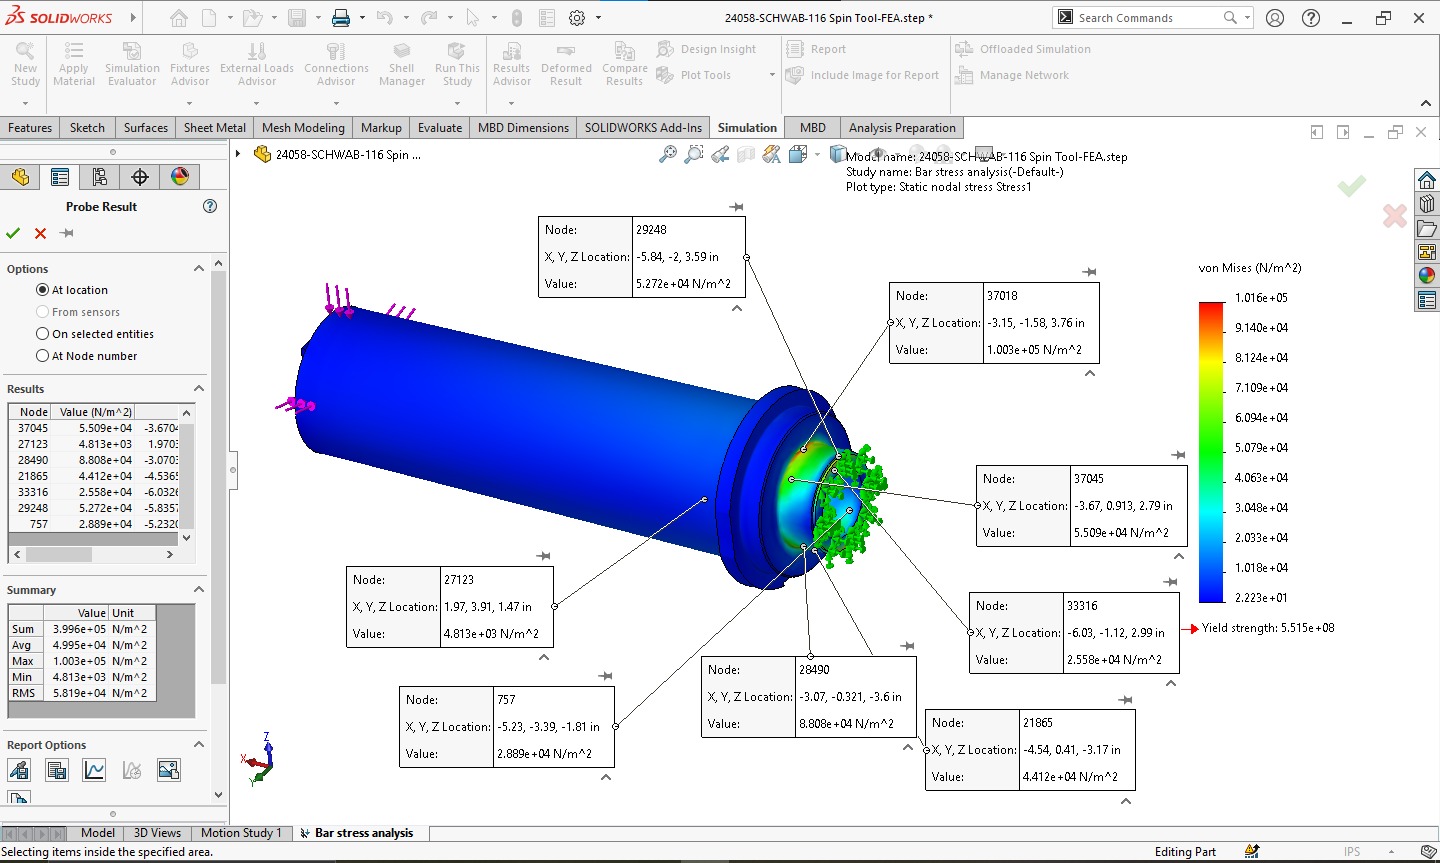 SOLIDWORKS
24058-SCHWAB-116 Spin Tool-FEA.step *
Search Commands
New Study
Apply Material
Simulation Evaluator
Fixtures Advisor
External Loads Advisor
Connections Advisor
Shell Manager
Run This Study
Results Advisor
Deformed Result
Compare Results
Design Insight
Plot Tools
Report
Include Image for Report
Offloaded Simulation
Manage Network
Features Sketch Surfaces Sheet Metal Mesh Modeling Markup Evaluate MBD Dimensions SOLIDWORKS Add-Ins Simulation MBD Analysis Preparation
24058-SCHWAB-116 Spin ...
Model name: 24058-SCHWAB-116 Spin Tool-FEA.step
Study name: Bar stress analysis(-Default-)
Plot type: Static nodal stress Stress1
Probe Result
Options
At location
From sensors
On selected entities
At Node number
Results
Node Value (N/m^2)
37045 5.509e+04 -3.6704
27123 4.813e+03 1.9703
28490 8.808e+04 -3.0703
21865 4.412e+04 -4.5365
33316 2.558e+04 -6.0326
29248 5.272e+04 -5.8357
757 2.889e+04 -5.2320
Summary
Value Unit
Sum 3.996e+05 N/m^2
Avg 4.995e+04 N/m^2
Max 1.003e+05 N/m^2
Min 4.813e+03 N/m^2
RMS 5.819e+04 N/m^2
Report Options
Node: 29248
X, Y, Z Location: -5.84, -2, 3.59 in
Value: 5.272e+04 N/m^2
Node: 37018
X, Y, Z Location: -3.15, -1.58, 3.76 in
Value: 1.003e+05 N/m^2
Node: 37045
X, Y, Z Location: -3.67, 0.913, 2.79 in
Value: 5.509e+04 N/m^2
Node: 27123
X, Y, Z Location: 1.97, 3.91, 1.47 in
Value: 4.813e+03 N/m^2
Node: 33316
X, Y, Z Location: -6.03, -1.12, 2.99 in
Value: 2.558e+04 N/m^2
Node: 757
X, Y, Z Location: -5.23, -3.39, -1.81 in
Value: 2.889e+04 N/m^2
Node: 28490
X, Y, Z Location: -3.07, -0.321, -3.6 in
Value: 8.808e+04 N/m^2
Node: 21865
X, Y, Z Location: -4.54, 0.41, -3.17 in
Value: 4.412e+04 N/m^2
von Mises (N/m^2)
1.016e+05
9.140e+04
8.124e+04
7.109e+04
6.094e+04
5.079e+04
4.063e+04
3.048e+04
2.033e+04
1.018e+04
2.223e+01
Yield strength: 5.515e+08
Z
X
Y
Model 3D Views Motion Study 1 Bar stress analysis
Selecting items inside the specified area.
Editing Part
IPS